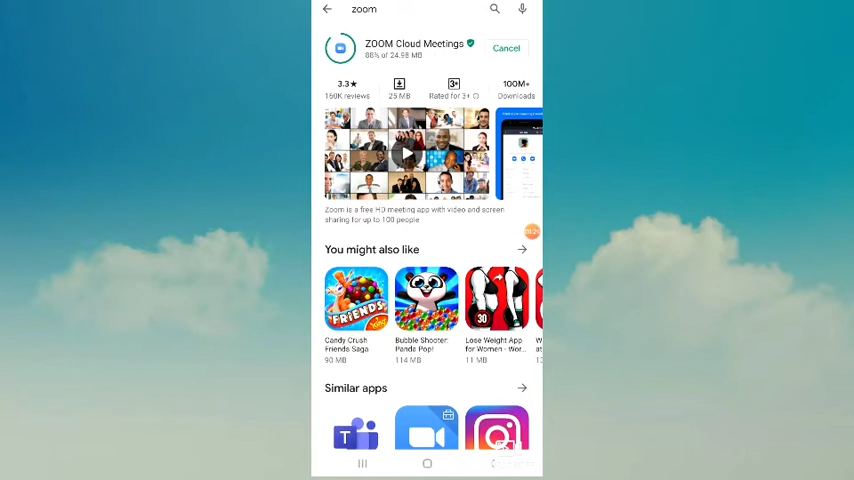 zoom
ZOOM Cloud Meetings
Cancel
86% of 24.98 MB
3.3★
160K reviews
25 MB
3+
Rated for 3+
100M+
Downloads
Zoom is a free HD meeting app with video and screen
sharing for up to 100 people
You might also like
FRIENDS
30
Candy Crush
Friends Saga
90 MB
Bubble Shooter:
Panda Pop!
114 MB
Lose Weight App
for Women - Wor...
11 MB
Similar apps
T